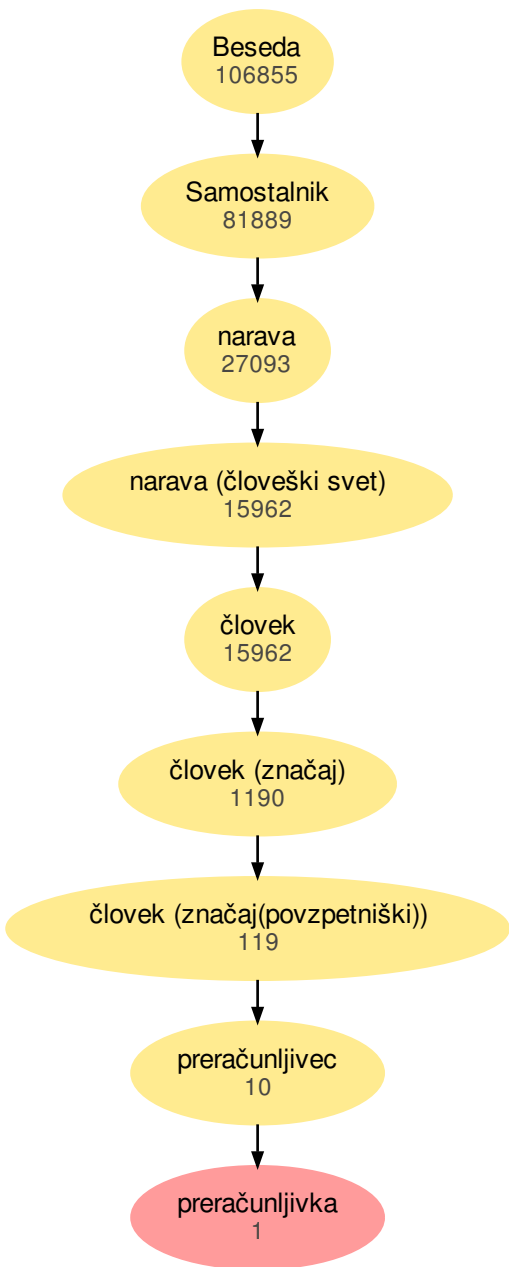 Beseda
106855
Samostalnik
81889
narava
27093
narava (človeški svet)
15962
človek
15962
človek (značaj)
1190
človek (značaj(povzpetniški))
119
preračunljivec
10
preračunljivka
1